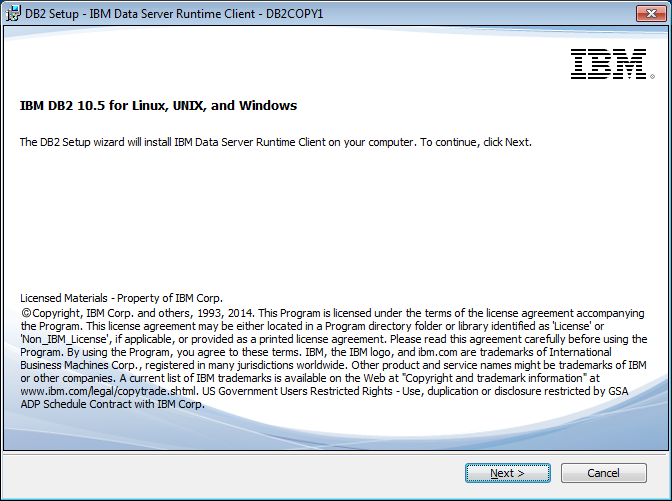 DB2 Setup - IBM Data Server Runtime Client - DB2COPY1
IBM®
IBM DB2 10.5 for Linux, UNIX, and Windows
The DB2 Setup wizard will install IBM Data Server Runtime Client on your computer. To continue, click Next.
Licensed Materials - Property of IBM Corp.
©Copyright, IBM Corp. and others, 1993, 2014. This Program is licensed under the terms of the license agreement accompanying
the Program. This license agreement may be either located in a Program directory folder or library identified as 'License' or
'Non_IBM_License', if applicable, or provided as a printed license agreement. Please read this agreement carefully before using the
Program. By using the Program, you agree to these terms. IBM, the IBM logo, and ibm.com are trademarks of International
Business Machines Corp., registered in many jurisdictions worldwide. Other product and service names might be trademarks of IBM
or other companies. A current list of IBM trademarks is available on the Web at "Copyright and trademark information" at
www.ibm.com/legal/copytrade.shtml. US Government Users Restricted Rights - Use, duplication or disclosure restricted by GSA
ADP Schedule Contract with IBM Corp.
Next >
Cancel